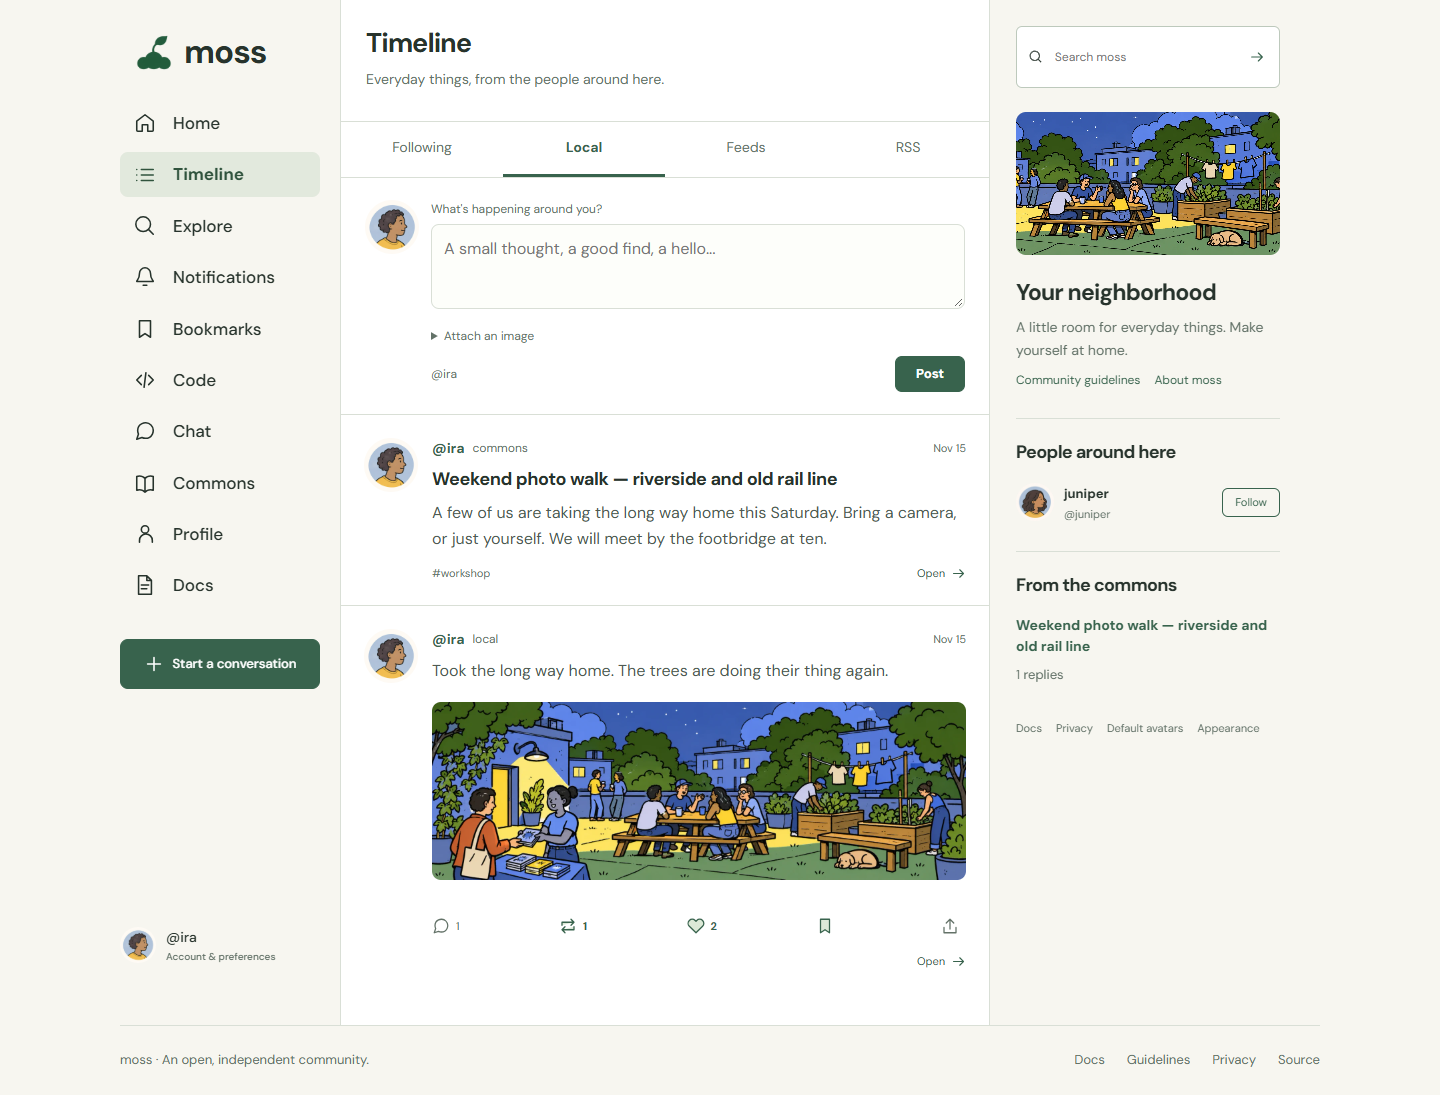 moss
Home
Timeline
Explore
Notifications
Bookmarks
Code
Chat
Commons
Profile
Docs
Start a conversation
@ira
Account & preferences
Timeline
Everyday things, from the people around here.
Following
Local
Feeds
RSS
What's happening around you?
A small thought, a good find, a hello...
Attach an image
@ira
Post
@ira commons
Nov 15
Weekend photo walk — riverside and old rail line
A few of us are taking the long way home this Saturday. Bring a camera,
or just yourself. We will meet by the footbridge at ten.
#workshop
Open
@ira local
Nov 15
Took the long way home. The trees are doing their thing again.
1
1
2
Open
Search moss
Your neighborhood
A little room for everyday things. Make
yourself at home.
Community guidelines
About moss
People around here
juniper
@juniper
Follow
From the commons
Weekend photo walk — riverside and
old rail line
1 replies
Docs
Privacy
Default avatars
Appearance
moss · An open, independent community.
Docs
Guidelines
Privacy
Source